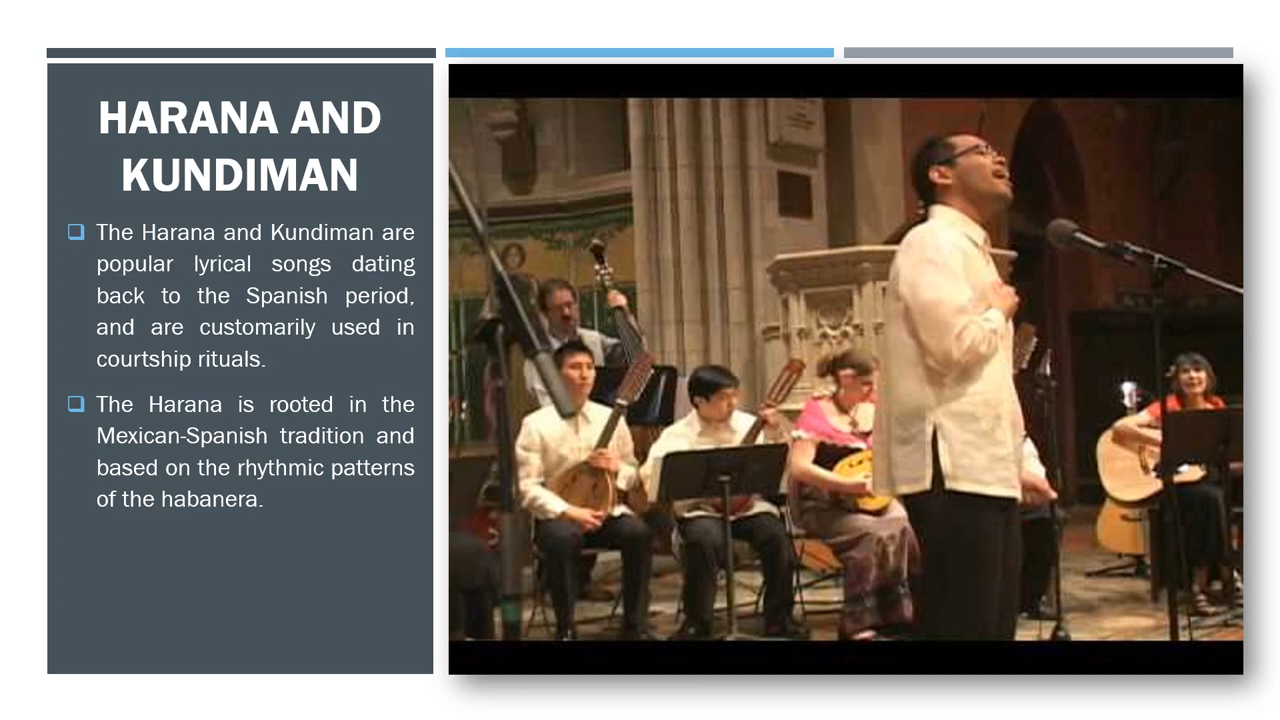 HARANA AND
KUNDIMAN
The Harana and Kundiman are
popular lyrical songs dating
back to the Spanish period,
and are customarily used in
courtship rituals.
The Harana is rooted in the
Mexican-Spanish tradition and
based on the rhythmic patterns
of the habanera.